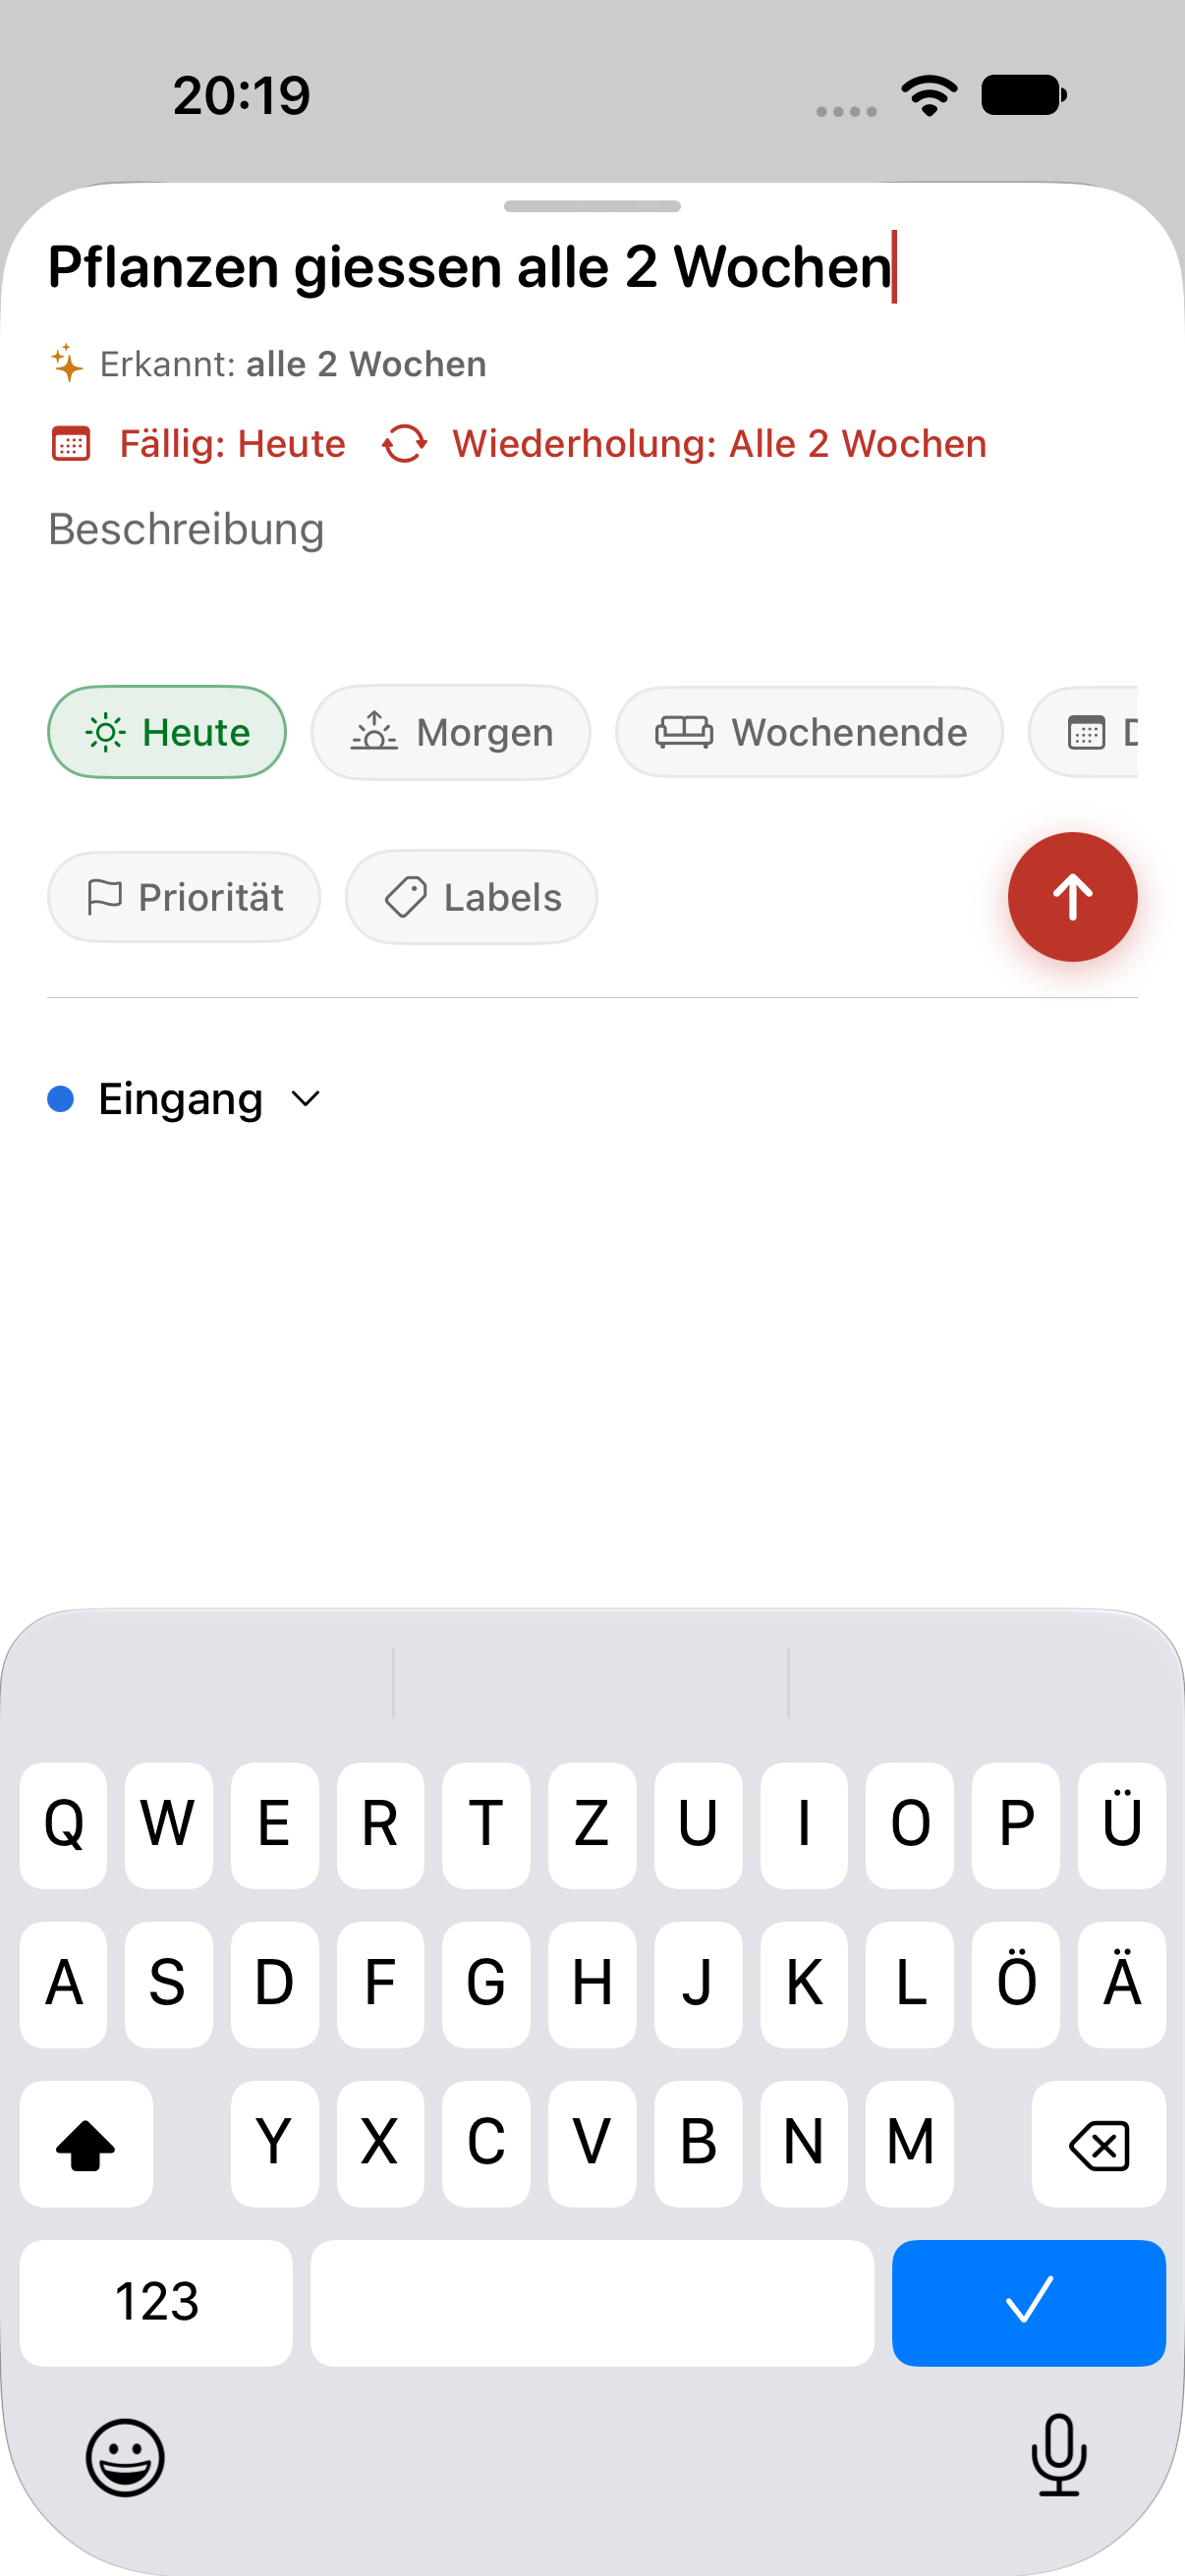 20:19
Pflanzen giessen alle 2 Wochen
Erkannt: alle 2 Wochen
Fällig: Heute Wiederholung: Alle 2 Wochen
Beschreibung
Heute Morgen Wochenende
Priorität Labels
Eingang
Q W E R T Z U I O P Ü
A S D F G H J K L Ö Ä
Y X C V B N M
123